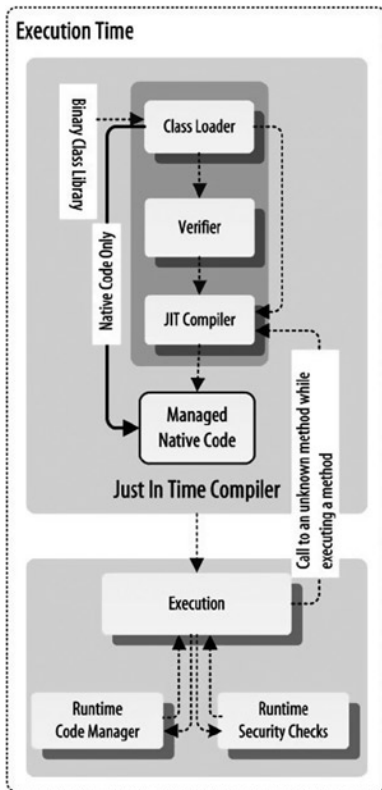 Execution Time
Binary Class Library
Class Loader
Native Code Only
Verifier
JIT Compiler
Managed
Native Code
Just In Time Compiler
Call to an unknown method while
executing a method
Execution
Runtime
Code Manager
Runtime
Security Checks